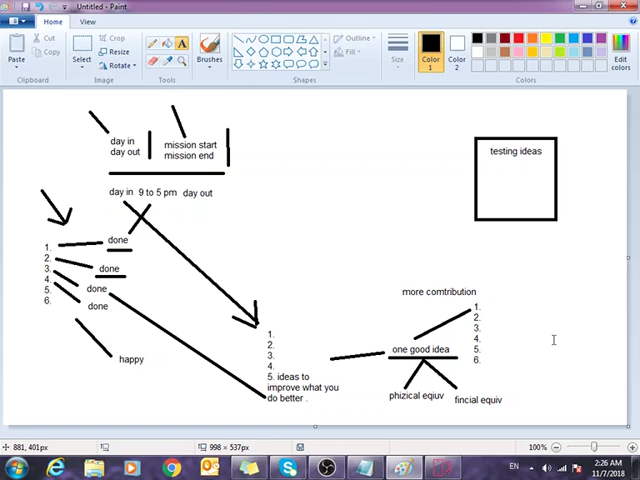 Untitled - Paint
Home
View
Paste
Cut
Copy
Clipboard
Select
Crop
Resize
Rotate
Image
Tools
Brushes
Outline
Fill
Shapes
Size
Color
1
Color
2
Colors
Edit
colors
day in
day out
mission start
mission end
testing ideas
day in 9 to 5 pm day out
1.
2.
3.
4.
5.
6.
done
done
done
done
happy
1.
2.
3.
4.
5. ideas to
improve what you
do better .
more comtribution
1.
2.
3.
4.
5.
6.
one good idea
phizical eqiuv
fincial equiv
881, 401px
998 × 537px
100%
EN
2:26 AM
11/7/2018